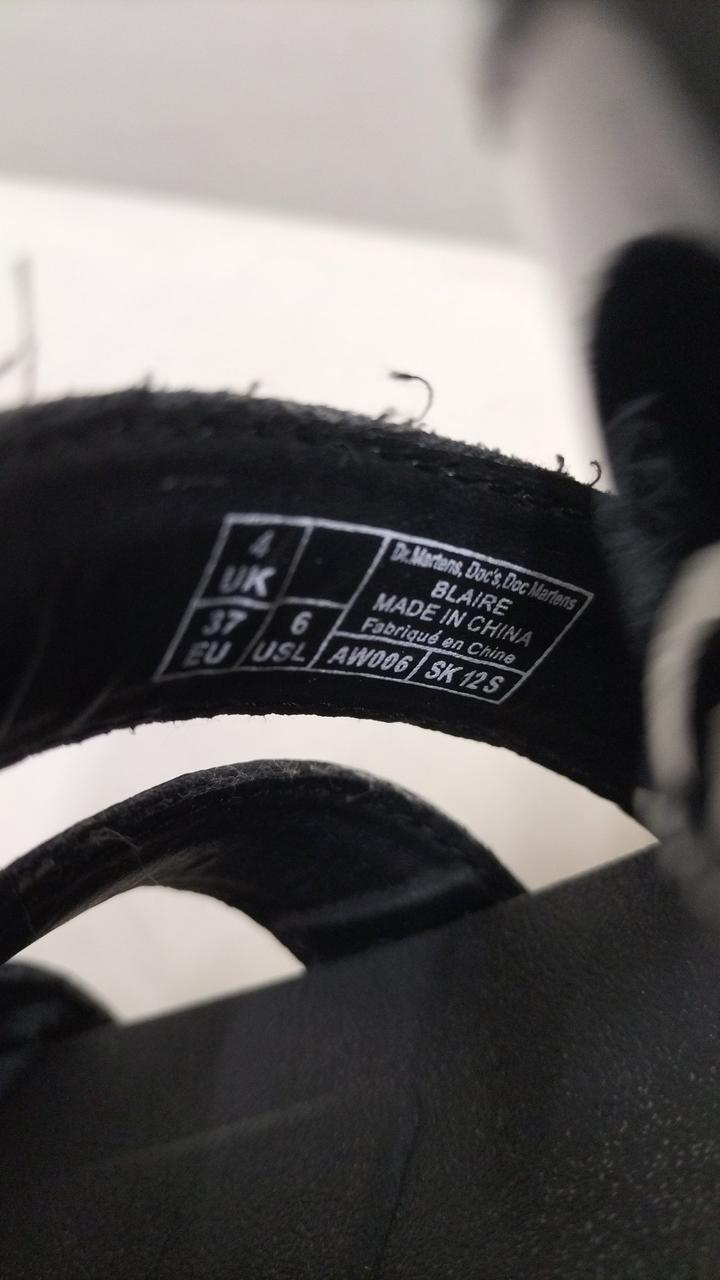 4
UK
37
EU
6
USL
Dr.Martens, Doc's, Doc Martens
BLAIRE
MADE IN CHINA
Fabriqué en Chine
AW006
SK 12 S